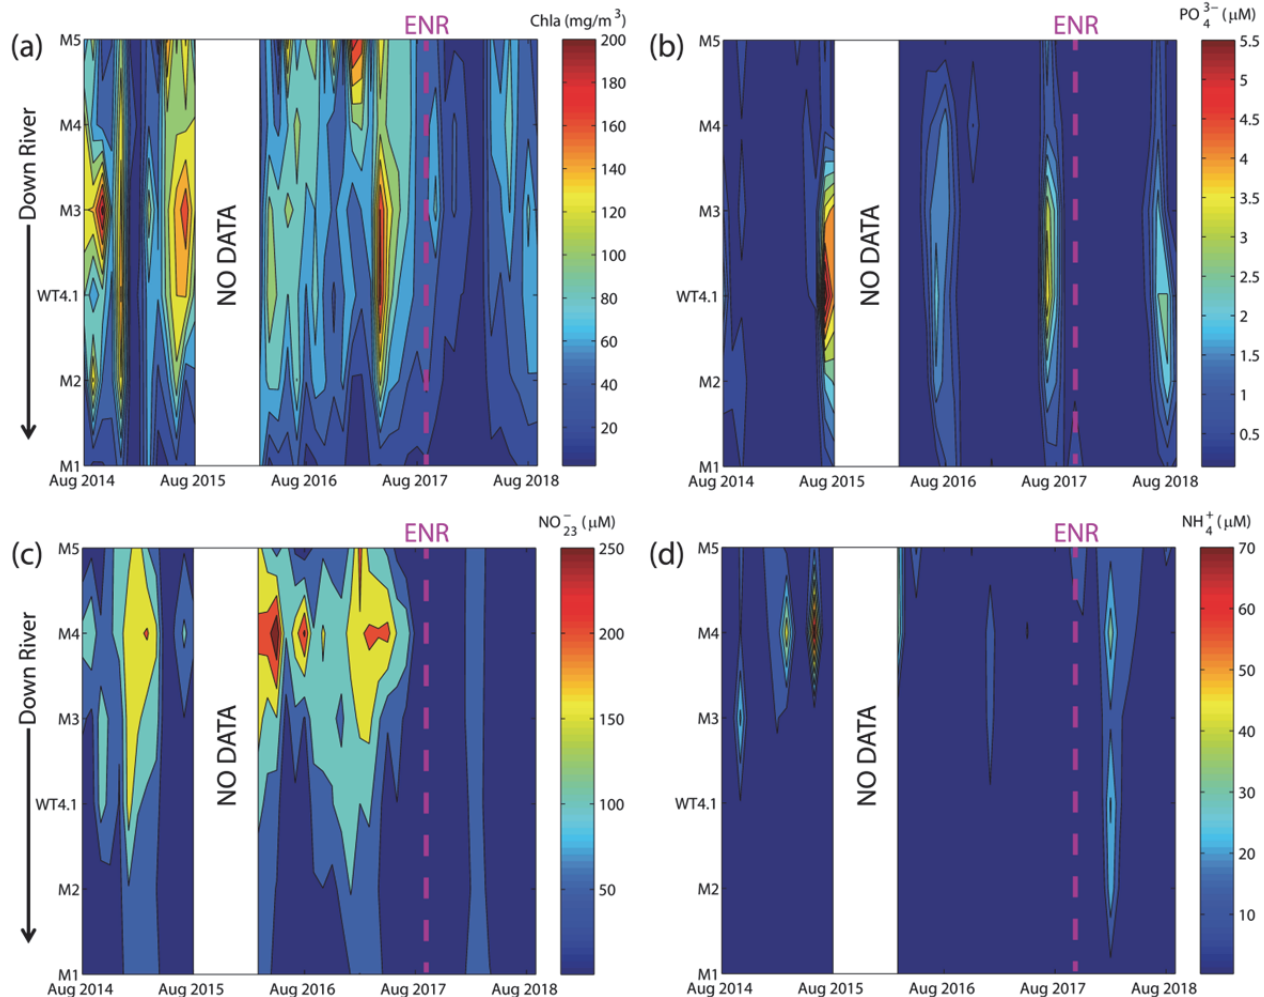 (a)
ENR
Chla (mg/m³)
Down River
M5
M4
M3
WT4.1
M2
M1
NO DATA
Aug 2014
Aug 2015
Aug 2016
Aug 2017
Aug 2018
200
180
160
140
120
100
80
60
40
20
(b)
ENR
PO₄³⁻ (μM)
M5
M4
M3
WT4.1
M2
M1
NO DATA
Aug 2014
Aug 2015
Aug 2016
Aug 2017
Aug 2018
5.5
5
4.5
4
3.5
3
2.5
2
1.5
1
0.5
(c)
ENR
NO₂₃⁻ (μM)
Down River
M5
M4
M3
WT4.1
M2
M1
NO DATA
Aug 2014
Aug 2015
Aug 2016
Aug 2017
Aug 2018
250
200
150
100
50
(d)
ENR
NH₄⁺ (μM)
M5
M4
M3
WT4.1
M2
M1
NO DATA
Aug 2014
Aug 2015
Aug 2016
Aug 2017
Aug 2018
70
60
50
40
30
20
10